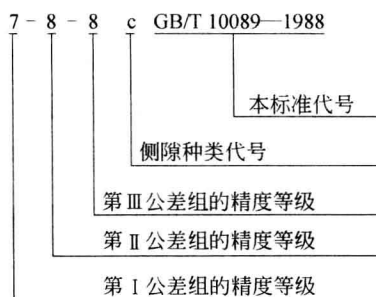 7 - 8 - 8 c GB/T 10089—1988
本标准代号
侧隙种类代号
第Ⅲ公差组的精度等级
第Ⅱ公差组的精度等级
第Ⅰ公差组的精度等级